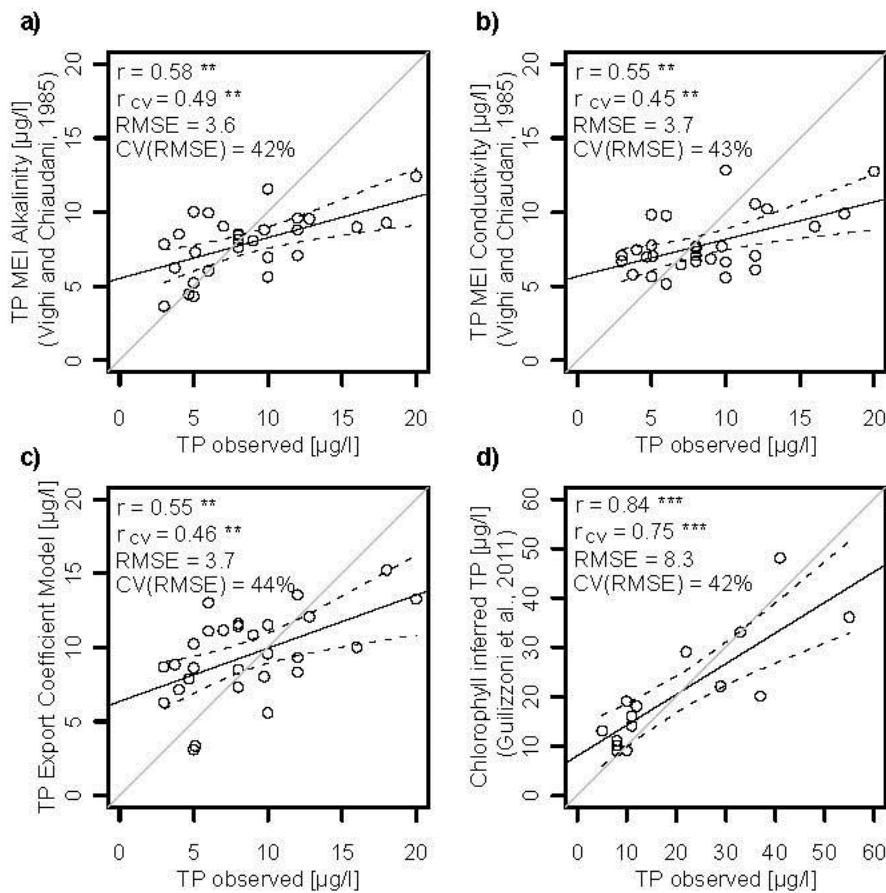 a)
r = 0.58 **
r cv = 0.49 **
RMSE = 3.6
CV(RMSE) = 42%
TP MEI Alkalinity [µg/l]
(Vighi and Chiaudani, 1985)
0 5 10 15 20
0 5 10 15 20
TP observed [µg/l]
b)
r = 0.55 **
r cv = 0.45 **
RMSE = 3.7
CV(RMSE) = 43%
TP MEI Conductivity [µg/l]
(Vighi and Chiaudani, 1985)
0 5 10 15 20
0 5 10 15 20
TP observed [µg/l]
c)
r = 0.55 **
r cv = 0.46 **
RMSE = 3.7
CV(RMSE) = 44%
TP Export Coefficient Model [µg/l]
0 5 10 15 20
0 5 10 15 20
TP observed [µg/l]
d)
r = 0.84 ***
r cv = 0.75 ***
RMSE = 8.3
CV(RMSE) = 42%
Chlorophyll inferred TP [µg/l]
(Guilizzoni et al., 2011)
0 10 20 30 40 50 60
0 10 20 30 40 50 60
TP observed [µg/l]